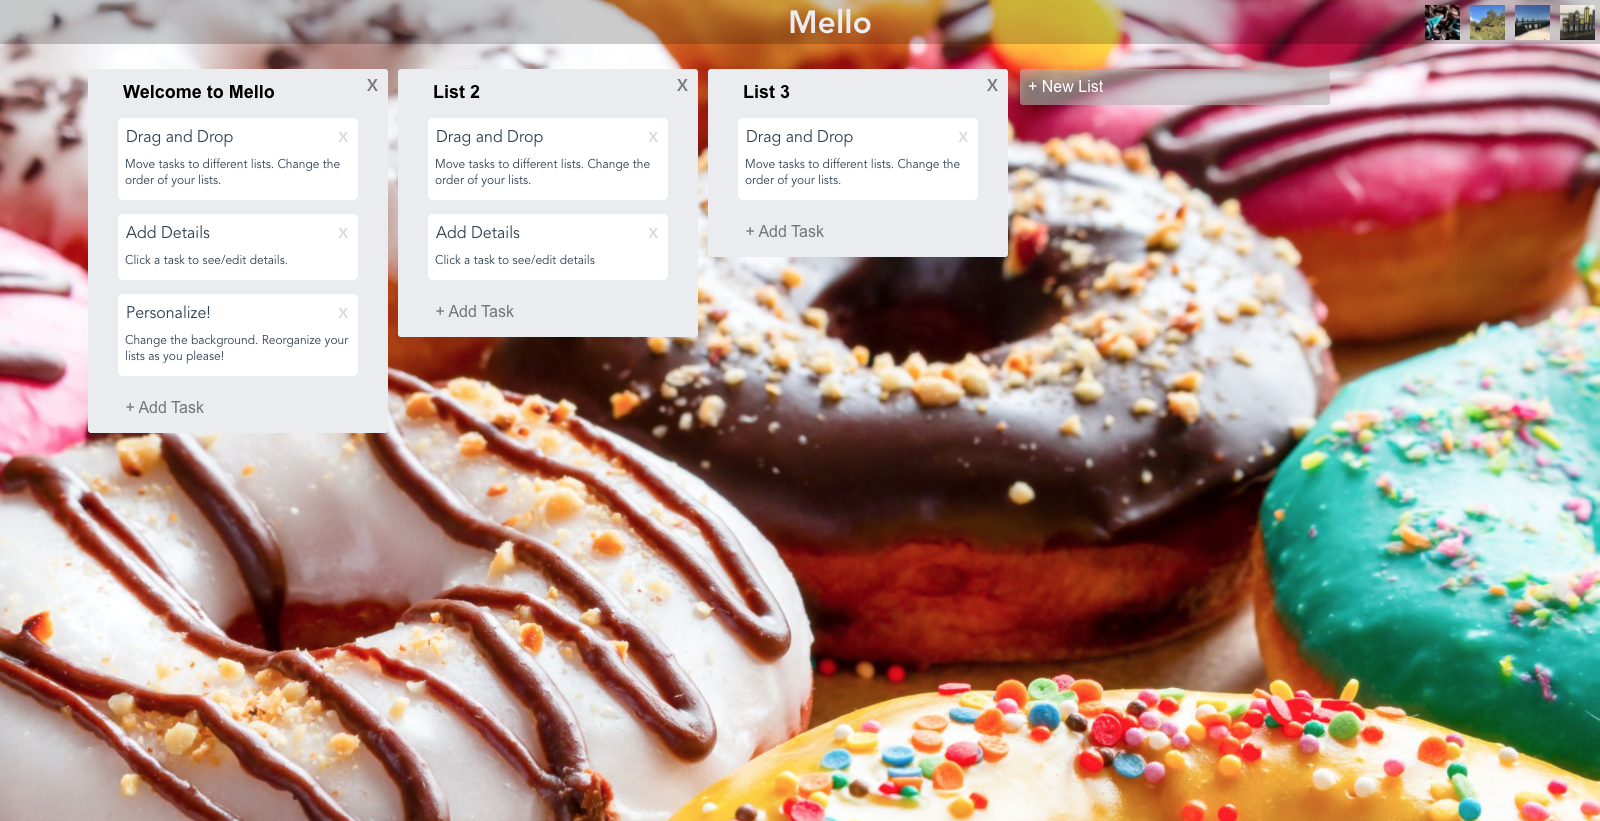 Mello
Welcome to Mello
X
Drag and Drop
X
Move tasks to different lists. Change the
order of your lists.
Add Details
X
Click a task to see/edit details.
Personalize!
X
Change the background. Reorganize your
lists as you please!
+ Add Task
List 2
X
Drag and Drop
X
Move tasks to different lists. Change the
order of your lists.
Add Details
X
Click a task to see/edit details
+ Add Task
List 3
X
Drag and Drop
X
Move tasks to different lists. Change the
order of your lists.
+ Add Task
+ New List